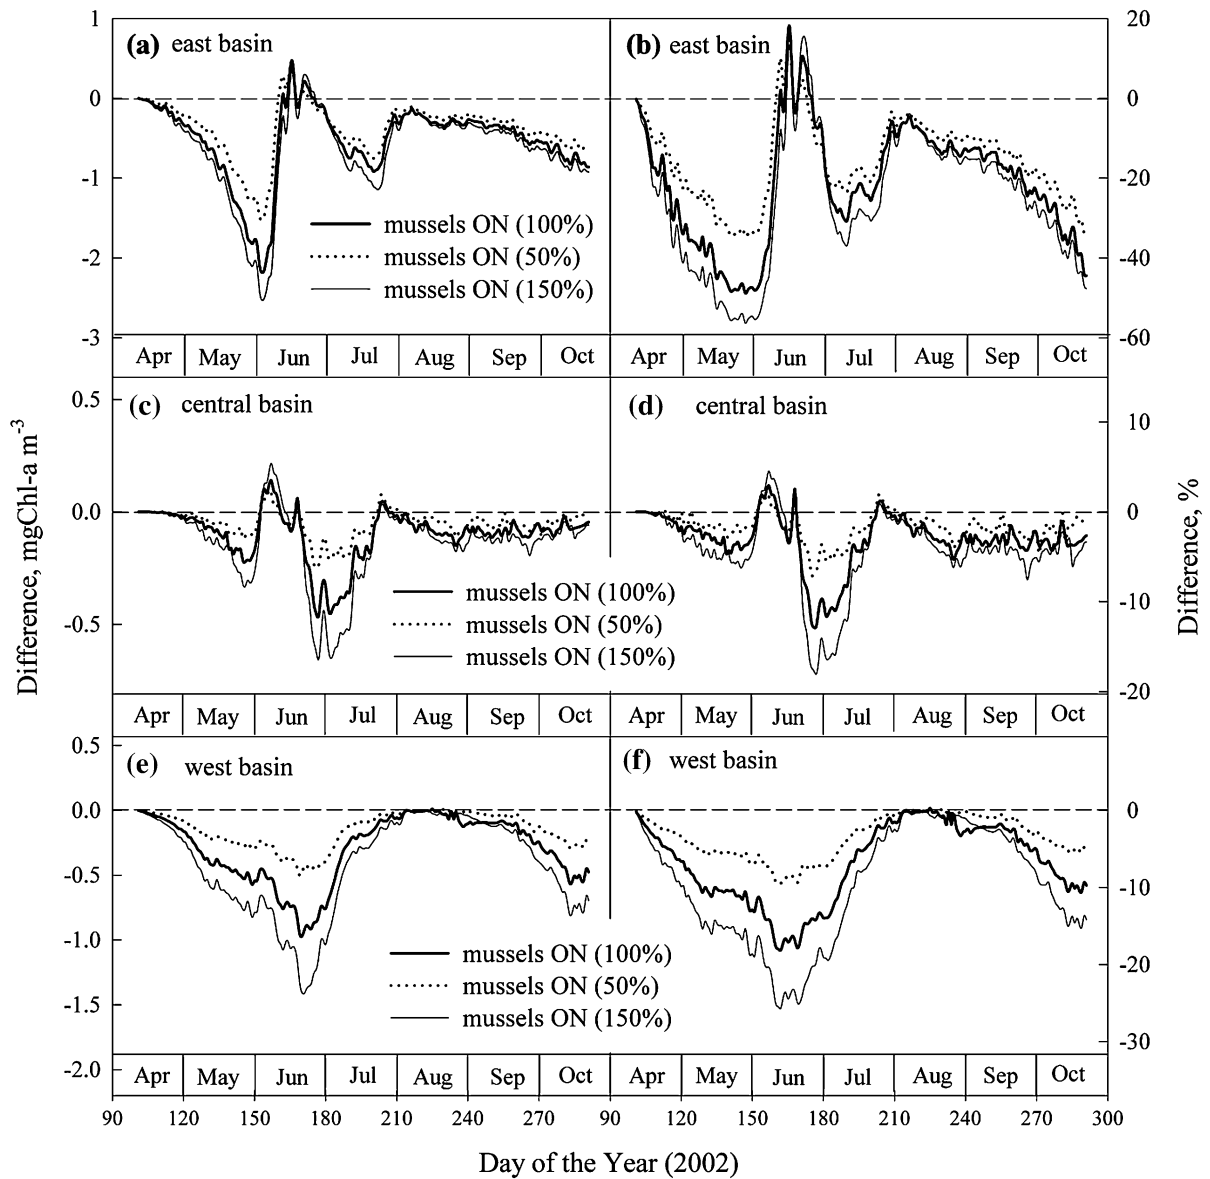 Difference, mgChl-a m-3
Difference, %
1
0
-1
-2
-3
(a) east basin
mussels ON (100%)
mussels ON (50%)
mussels ON (150%)
Apr May Jun Jul Aug Sep Oct
(b) east basin
20
0
-20
-40
-60
Apr May Jun Jul Aug Sep Oct
0.5
0.0
-0.5
(c) central basin
(d) central basin
10
0
-10
-20
mussels ON (100%)
mussels ON (50%)
mussels ON (150%)
Apr May Jun Jul Aug Sep Oct
Apr May Jun Jul Aug Sep Oct
0.5
0.0
-0.5
-1.0
-1.5
-2.0
(e) west basin
(f) west basin
0
-10
-20
-30
mussels ON (100%)
mussels ON (50%)
mussels ON (150%)
Apr May Jun Jul Aug Sep Oct
Apr May Jun Jul Aug Sep Oct
90 120 150 180 210 240 270 90 120 150 180 210 240 270 300
Day of the Year (2002)